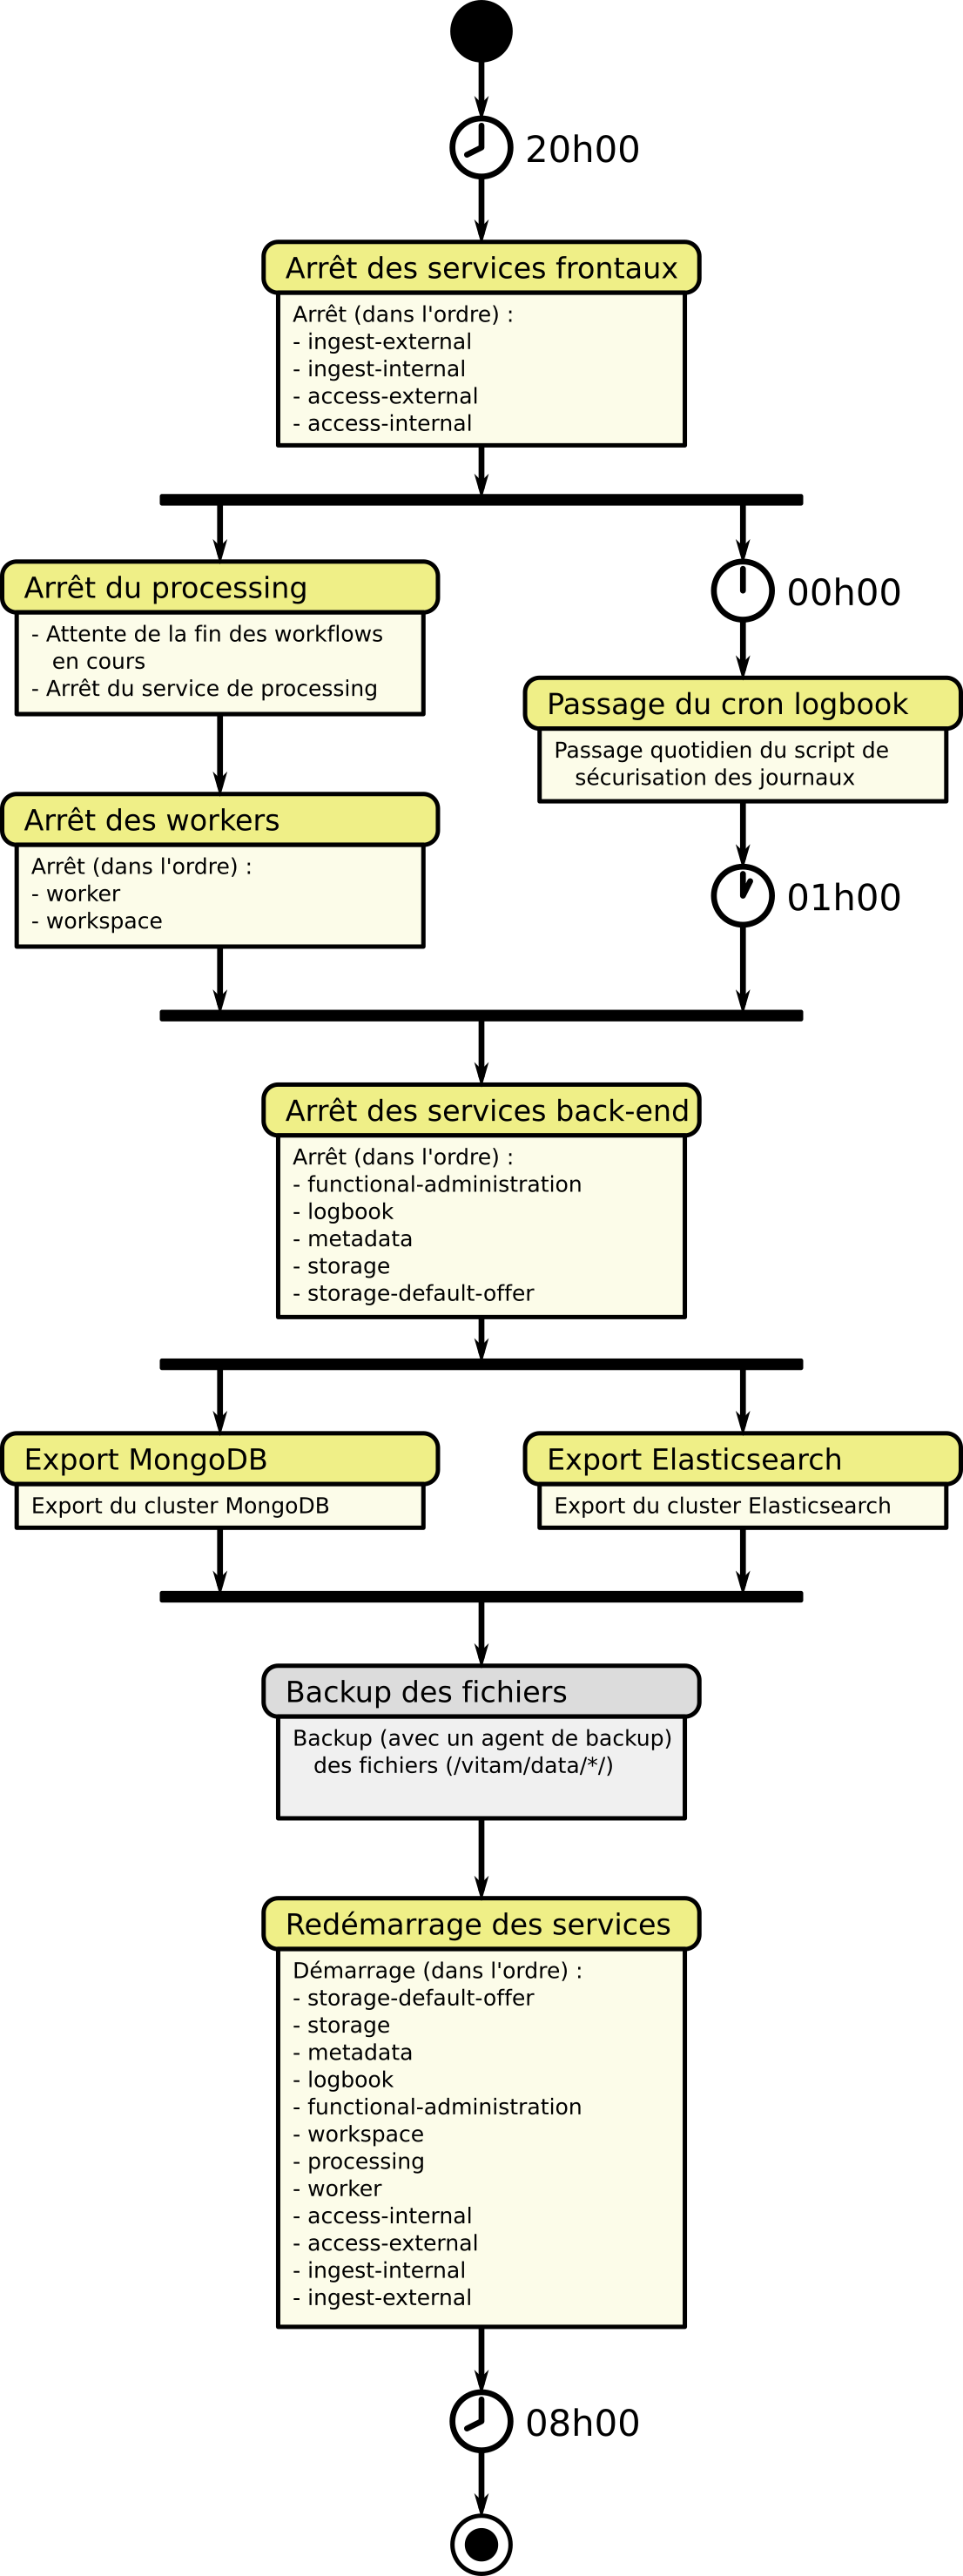 20h00
Arrêt des services frontaux
Arrêt (dans l'ordre) :
- ingest-external
- ingest-internal
- access-external
- access-internal
Arrêt du processing
- Attente de la fin des workflows
en cours
- Arrêt du service de processing
00h00
Passage du cron logbook
Passage quotidien du script de
sécurisation des journaux
Arrêt des workers
Arrêt (dans l'ordre) :
- worker
- workspace
01h00
Arrêt des services back-end
Arrêt (dans l'ordre) :
- functional-administration
- logbook
- metadata
- storage
- storage-default-offer
Export MongoDB
Export du cluster MongoDB
Export Elasticsearch
Export du cluster Elasticsearch
Backup des fichiers
Backup (avec un agent de backup)
des fichiers (/vitam/data/*/)
Redémarrage des services
Démarrage (dans l'ordre) :
- storage-default-offer
- storage
- metadata
- logbook
- functional-administration
- workspace
- processing
- worker
- access-internal
- access-external
- ingest-internal
- ingest-external
08h00